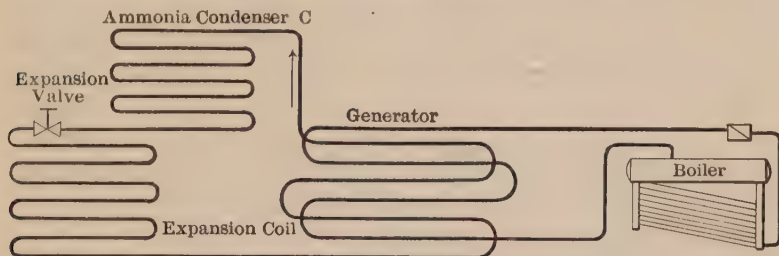 Ammonia Condenser C
Expansion
Valve
Generator
Boiler
Expansion Coil